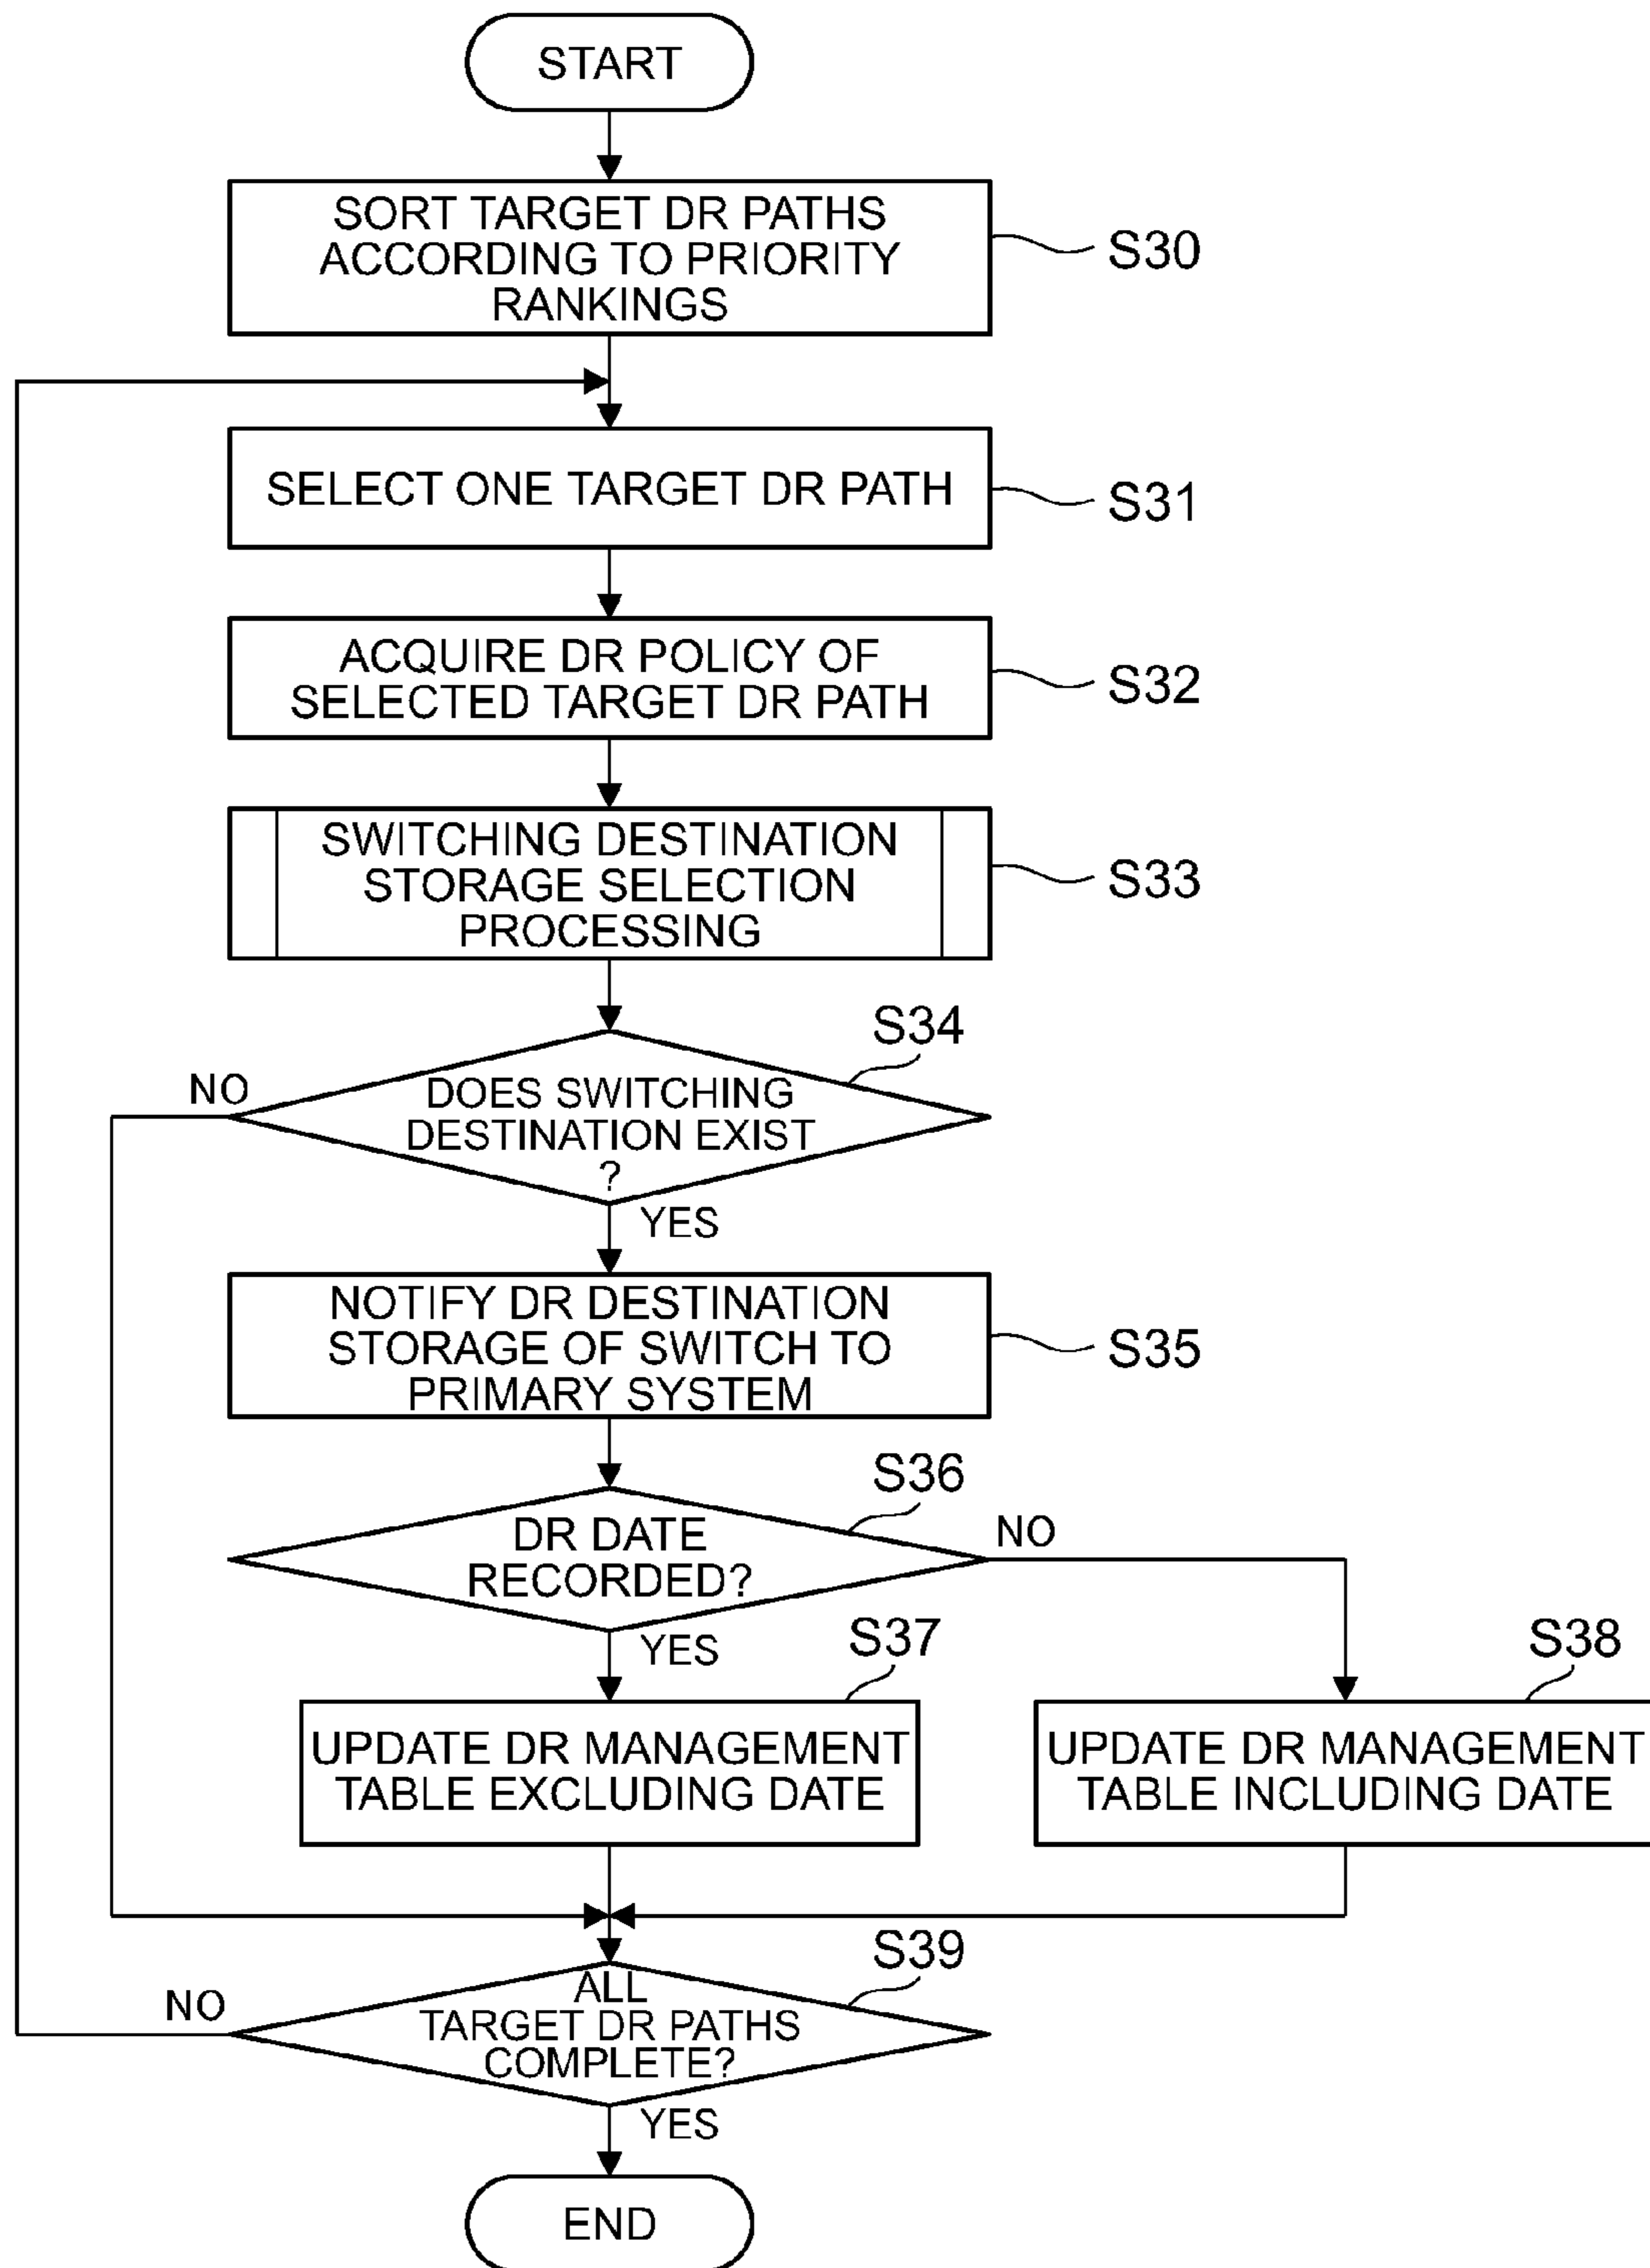 START
SORT TARGET DR PATHS
ACCORDING TO PRIORITY
RANKINGS
S30
SELECT ONE TARGET DR PATH
S31
ACQUIRE DR POLICY OF
SELECTED TARGET DR PATH
S32
SWITCHING DESTINATION
STORAGE SELECTION
PROCESSING
S33
S34
NO
DOES SWITCHING
DESTINATION EXIST
?
YES
NOTIFY DR DESTINATION
STORAGE OF SWITCH TO
PRIMARY SYSTEM
S35
S36
DR DATE
RECORDED?
NO
YES
S37
UPDATE DR MANAGEMENT
TABLE EXCLUDING DATE
S38
UPDATE DR MANAGEMENT
TABLE INCLUDING DATE
S39
NO
ALL
TARGET DR PATHS
COMPLETE?
YES
END